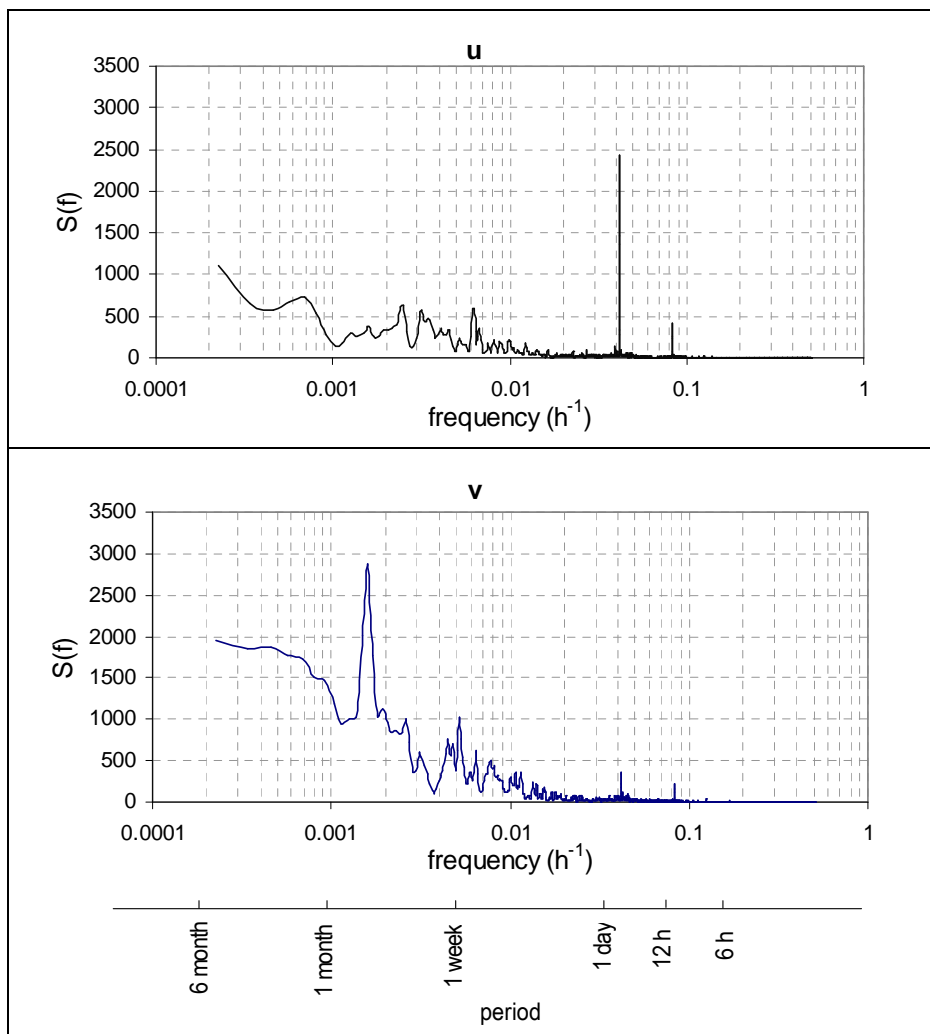 u
3500
3000
2500
2000
1500
1000
500
0
S(f)
0.0001 0.001 0.01 0.1 1
frequency (h-1)
v
3500
3000
2500
2000
1500
1000
500
0
S(f)
0.0001 0.001 0.01 0.1 1
frequency (h-1)
6 month 1 month 1 week 1 day 12 h 6 h
period